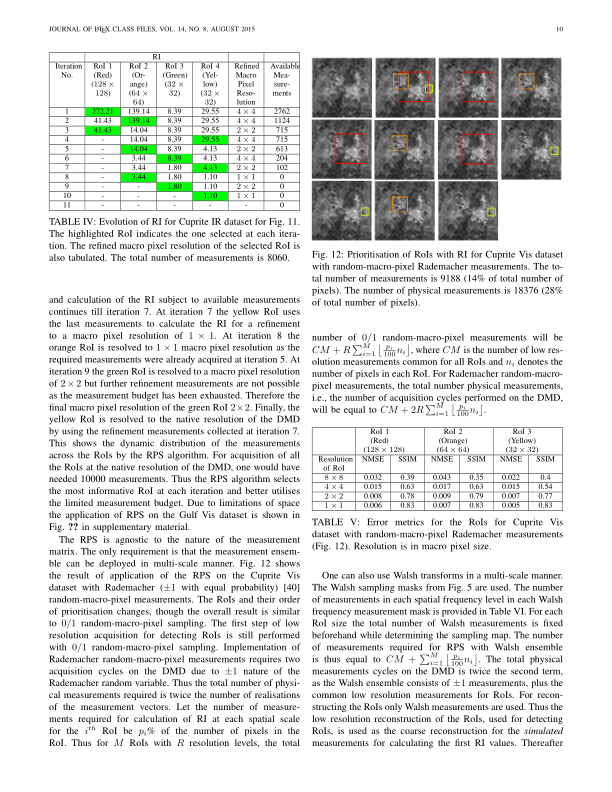 JOURNAL OF LATEX CLASS FILES, VOL. 14, NO. 8, AUGUST 2015
10
RI
Iteration No. | RoI 1 (Red) (128 × 128) | RoI 2 (Or-ange) (64 × 64) | RoI 3 (Green) (32 × 32) | RoI 4 (Yel-low) (32 × 32) | Refined Macro Pixel Reso-lution | Available Mea-sure-ments
1 | 272.21 | 139.14 | 8.39 | 29.55 | 4 × 4 | 2762
2 | 41.43 | 139.14 | 8.39 | 29.55 | 4 × 4 | 1124
3 | 41.43 | 14.04 | 8.39 | 29.55 | 2 × 2 | 715
4 | - | 14.04 | 8.39 | 29.55 | 4 × 4 | 715
5 | - | 14.04 | 8.39 | 4.13 | 2 × 2 | 613
6 | - | 3.44 | 8.39 | 4.13 | 4 × 4 | 204
7 | - | 3.44 | 1.80 | 4.13 | 2 × 2 | 102
8 | - | 3.44 | 1.80 | 1.10 | 1 × 1 | 0
9 | - | - | 1.80 | 1.10 | 2 × 2 | 0
10 | - | - | - | 1.10 | 1 × 1 | 0
11 | - | - | - | - | - | 0
TABLE IV: Evolution of RI for Cuprite IR dataset for Fig. 11.
The highlighted RoI indicates the one selected at each itera-
tion. The refined macro pixel resolution of the selected RoI is
also tabulated. The total number of measurements is 8060.
and calculation of the RI subject to available measurements
continues till iteration 7. At iteration 7 the yellow RoI uses
the last measurements to calculate the RI for a refinement
to a macro pixel resolution of 1 × 1. At iteration 8 the
orange RoI is resolved to 1 × 1 macro pixel resolution as the
required measurements were already acquired at iteration 5. At
iteration 9 the green RoI is resolved to a macro pixel resolution
of 2 × 2 but further refinement measurements are not possible
as the measurement budget has been exhausted. Therefore the
final macro pixel resolution of the green RoI 2×2. Finally, the
yellow RoI is resolved to the native resolution of the DMD
by using the refinement measurements collected at iteration 7.
This shows the dynamic distribution of the measurements
across the RoIs by the RPS algorithm. For acquisition of all
the RoIs at the native resolution of the DMD, one would have
needed 10000 measurements. Thus the RPS algorithm selects
the most informative RoI at each iteration and better utilises
the limited measurement budget. Due to limitations of space
the application of RPS on the Gulf Vis dataset is shown in
Fig. ?? in supplementary material.
The RPS is agnostic to the nature of the measurement
matrix. The only requirement is that the measurement ensem-
ble can be deployed in multi-scale manner. Fig. 12 shows
the result of application of the RPS on the Cuprite Vis
dataset with Rademacher (±1 with equal probability) [40]
random-macro-pixel measurements. The RoIs and their order
of prioritisation changes, though the overall result is similar
to 0/1 random-macro-pixel sampling. The first step of low
resolution acquisition for detecting RoIs is still performed
with 0/1 random-macro-pixel sampling. Implementation of
Rademacher random-macro-pixel measurements requires two
acquisition cycles on the DMD due to ±1 nature of the
Rademacher random variable. Thus the total number of physi-
cal measurements required is twice the number of realisations
of the measurement vectors. Let the number of measure-
ments required for calculation of RI at each spatial scale
for the i^th RoI be p_i% of the number of pixels in the
RoI. Thus for M RoIs with R resolution levels, the total
Fig. 12: Prioritisation of RoIs with RI for Cuprite Vis dataset
with random-macro-pixel Rademacher measurements. The to-
tal number of measurements is 9188 (14% of total number of
pixels). The number of physical measurements is 18376 (28%
of total number of pixels).
number of 0/1 random-macro-pixel measurements will be
CM + R ∑_{i=1}^{M} ⌊p_i/100 n_i⌋, where CM is the number of low res-
olution measurements common for all RoIs and n_i denotes the
number of pixels in each RoI. For Rademacher random-macro-
pixel measurements, the total number physical measurements,
i.e., the number of acquisition cycles performed on the DMD,
will be equal to CM + 2R ∑_{i=1}^{M} ⌊p_i/100 n_i⌋.
RoI 1 (Red) (128 × 128) | RoI 2 (Orange) (64 × 64) | RoI 3 (Yellow) (32 × 32)
Resolution of RoI | NMSE | SSIM | NMSE | SSIM | NMSE | SSIM
8 × 8 | 0.032 | 0.39 | 0.043 | 0.35 | 0.022 | 0.4
4 × 4 | 0.015 | 0.63 | 0.017 | 0.63 | 0.015 | 0.54
2 × 2 | 0.008 | 0.78 | 0.009 | 0.79 | 0.007 | 0.77
1 × 1 | 0.006 | 0.83 | 0.007 | 0.83 | 0.005 | 0.83
TABLE V: Error metrics for the RoIs for Cuprite Vis
dataset with random-macro-pixel Rademacher measurements
(Fig. 12). Resolution is in macro pixel size.
One can also use Walsh transforms in a multi-scale manner.
The Walsh sampling masks from Fig. 5 are used. The number
of measurements in each spatial frequency level in each Walsh
frequency measurement mask is provided in Table VI. For each
RoI size the total number of Walsh measurements is fixed
beforehand while determining the sampling map. The number
of measurements required for RPS with Walsh ensemble
is thus equal to CM + ∑_{i=1}^{M} ⌊p_i/100 n_i⌋. The total physical
measurements cycles on the DMD is twice the second term,
as the Walsh ensemble consists of ±1 measurements, plus the
common low resolution measurements for RoIs. For recon-
structing the RoIs only Walsh measurements are used. Thus the
low resolution reconstruction of the RoIs, used for detecting
RoIs, is used as the coarse reconstruction for the simulated
measurements for calculating the first RI values. Thereafter